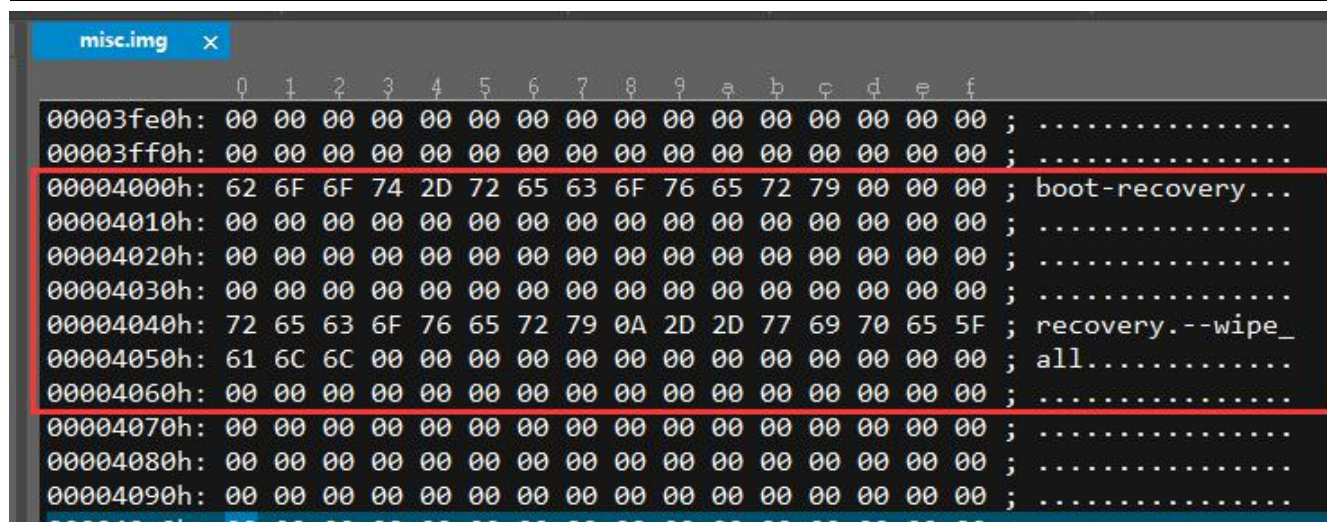 misc.img ×
0 1 2 3 4 5 6 7 8 9 a b c d e f
00003fe0h: 00 00 00 00 00 00 00 00 00 00 00 00 00 00 00 00 ; ................
00003ff0h: 00 00 00 00 00 00 00 00 00 00 00 00 00 00 00 00 ; ................
00004000h: 62 6F 6F 74 2D 72 65 63 6F 76 65 72 79 00 00 00 ; boot-recovery...
00004010h: 00 00 00 00 00 00 00 00 00 00 00 00 00 00 00 00 ; ................
00004020h: 00 00 00 00 00 00 00 00 00 00 00 00 00 00 00 00 ; ................
00004030h: 00 00 00 00 00 00 00 00 00 00 00 00 00 00 00 00 ; ................
00004040h: 72 65 63 6F 76 65 72 79 0A 2D 2D 77 69 70 65 5F ; recovery.--wipe_
00004050h: 61 6C 6C 00 00 00 00 00 00 00 00 00 00 00 00 00 ; all.............
00004060h: 00 00 00 00 00 00 00 00 00 00 00 00 00 00 00 00 ; ................
00004070h: 00 00 00 00 00 00 00 00 00 00 00 00 00 00 00 00 ; ................
00004080h: 00 00 00 00 00 00 00 00 00 00 00 00 00 00 00 00 ; ................
00004090h: 00 00 00 00 00 00 00 00 00 00 00 00 00 00 00 00 ; ................